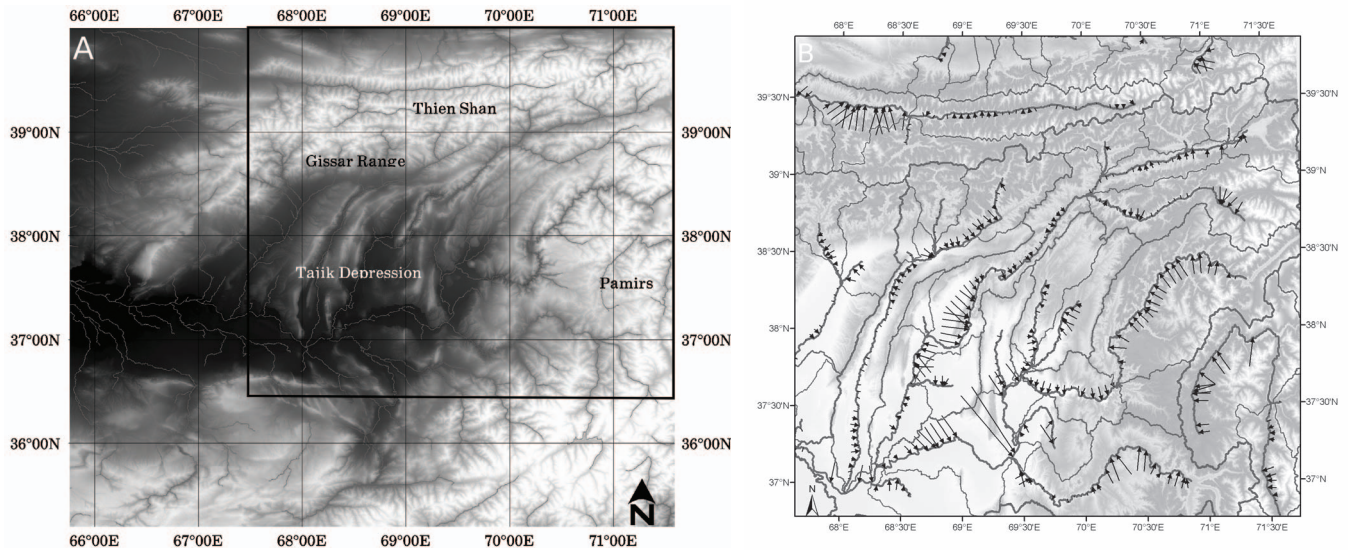 66°00E 67°00E 68°00E 69°00E 70°00E 71°00E
A
Thien Shan
39°00N 39°00N
Gissar Range
38°00N 38°00N
Tajik Depression
Pamirs
37°00N 37°00N
36°00N 36°00N
N
66°00E 67°00E 68°00E 69°00E 70°00E 71°00E
68°E 68°30'E 69°E 69°30'E 70°E 70°30'E 71°E 71°30'E
B
39°30'N 39°30'N
39°N 39°N
38°30'N 38°30'N
38°N 38°N
37°30'N 37°30'N
37°N 37°N
N
68°E 68°30'E 69°E 69°30'E 70°E 70°30'E 71°E 71°30'E